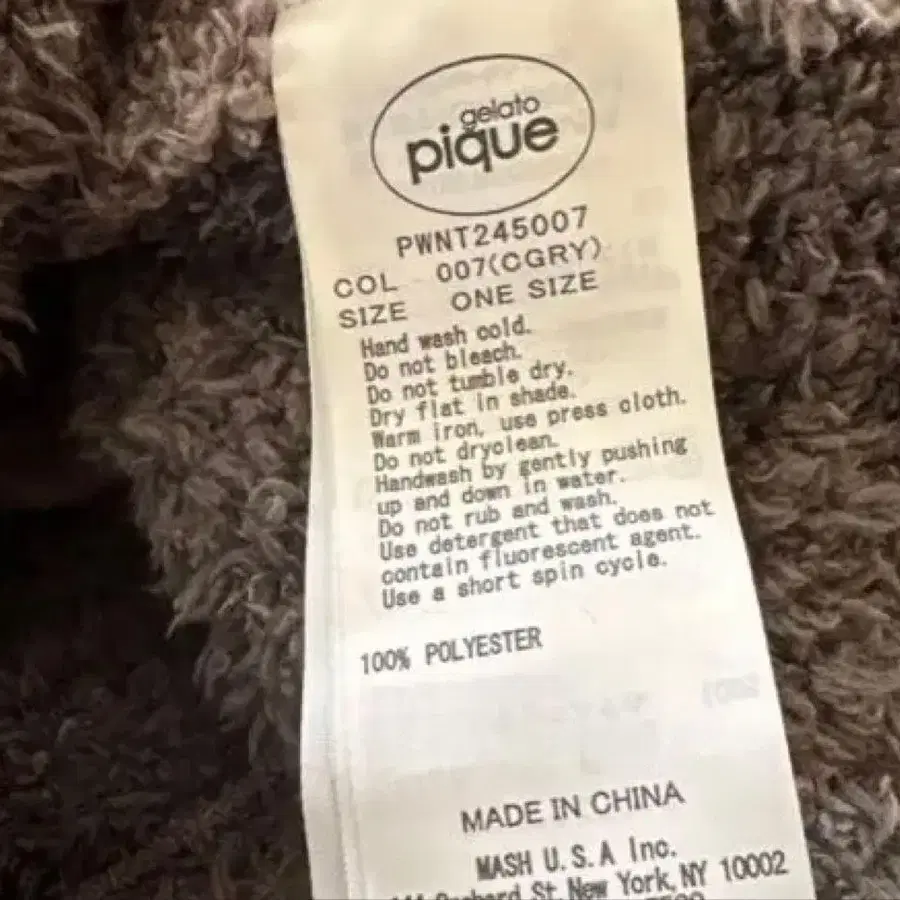 gelato
pique
PWNT245007
COL 007(CGRY)
SIZE ONE SIZE
Hand wash cold.
Do not bleach.
Do not tumble dry.
Dry flat in shade.
Warm iron, use press cloth.
Do not dryclean.
Handwash by gently pushing
up and down in water.
Do not rub and wash.
Use detergent that does not
contain fluorescent agent.
Use a short spin cycle.
100% POLYESTER
MADE IN CHINA
MASH U.S.A Inc.
Orchard St, New York, NY 10002